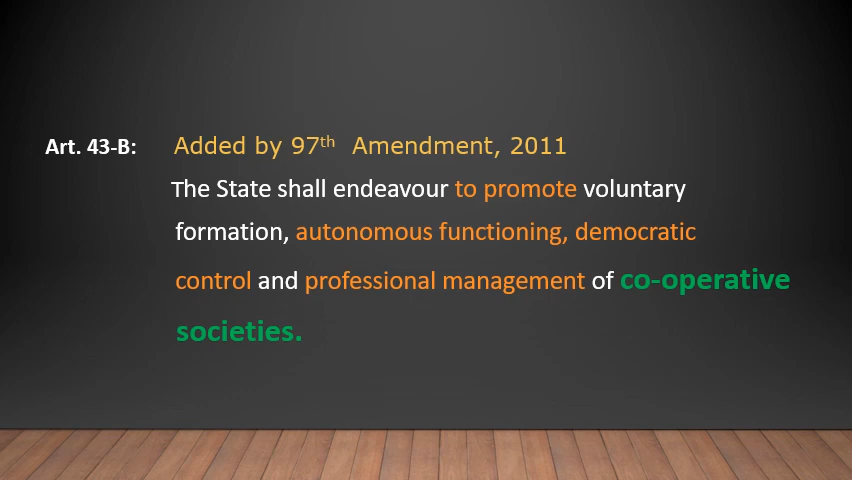 Art. 43-B: Added by 97th Amendment, 2011
The State shall endeavour to promote voluntary
formation, autonomous functioning, democratic
control and professional management of co-operative
societies.